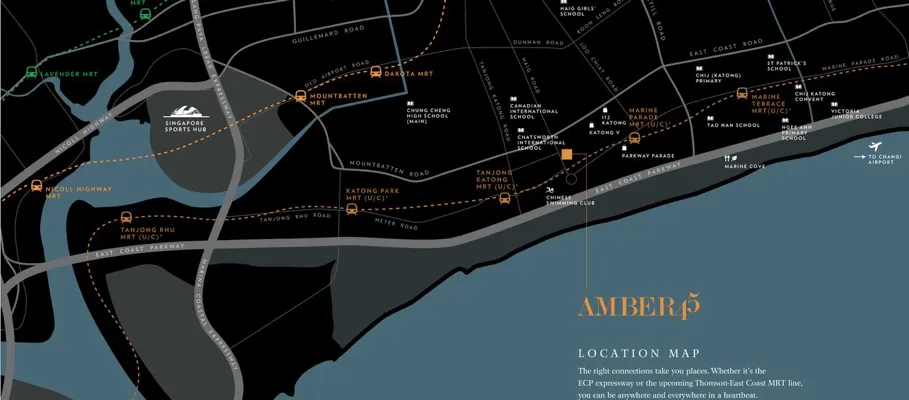 MRT
LAVENDER MRT
NICOLL HIGHWAY
NICOLL HIGHWAY
MRT
SINGAPORE
SPORTS HUB
GUILLEMARD ROAD
OLD AIRPORT ROAD
DAKOTA MRT
MOUNTBATTEN
MRT
MOUNTBATTEN ROAD
DUNMAN ROAD
HAIG GIRLS'
SCHOOL
KOON SENG ROAD
JOO CHIAT ROAD
HAIG ROAD
TANJONG KATONG ROAD
EAST COAST ROAD
CHUNG CHENG
HIGH SCHOOL
(MAIN)
CANADIAN
INTERNATIONAL
SCHOOL
CHATSWORTH
INTERNATIONAL
SCHOOL
112
KATONG
KATONG V
MARINE
PARADE
MRT(U/C)*
PARKWAY PARADE
CHIJ (KATONG)
PRIMARY
ST PATRICK'S
SCHOOL
MARINE PARADE ROAD
MARINE
TERRACE
MRT(U/C)*
CHIJ KATONG
CONVENT
VICTORIA
JUNIOR COLLEGE
TAO NAN SCHOOL
NGEE ANN
PRIMARY
SCHOOL
MARINE COVE
TO CHANGI
AIRPORT
EAST COAST PARKWAY
TANJONG
KATONG
MRT (U/C)*
CHINESE
SWIMMING CLUB
KATONG PARK
MRT (U/C)*
MEYER ROAD
TANJONG RHU ROAD
TANJONG RHU
MRT (U/C)*
EAST COAST PARKWAY
MARINA COASTAL EXPRESSWAY
AMBER45
LOCATION MAP
The right connections take you places. Whether it's the
ECP expressway or the upcoming Thomson-East Coast MRT line,
you can be anywhere and everywhere in a heartbeat.